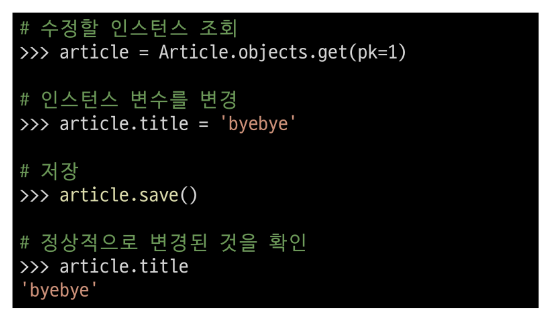 # 수정할 인스턴스 조회
>>> article = Article.objects.get(pk=1)
# 인스턴스 변수를 변경
>>> article.title = 'byebye'
# 저장
>>> article.save()
# 정상적으로 변경된 것을 확인
>>> article.title
'byebye'